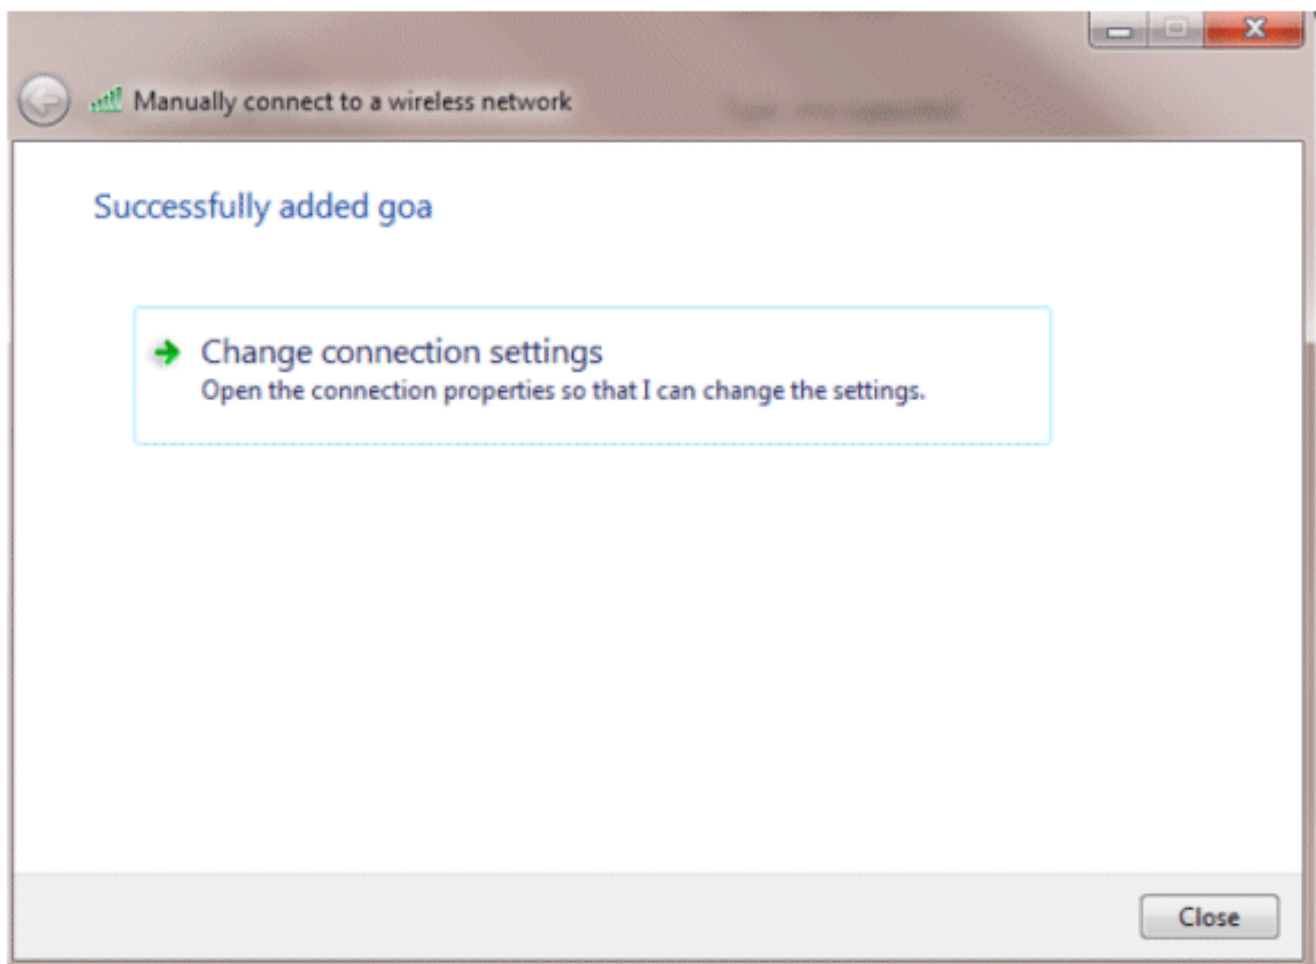 Manually connect to a wireless network
Successfully added goa
Change connection settings
Open the connection properties so that I can change the settings.
Close